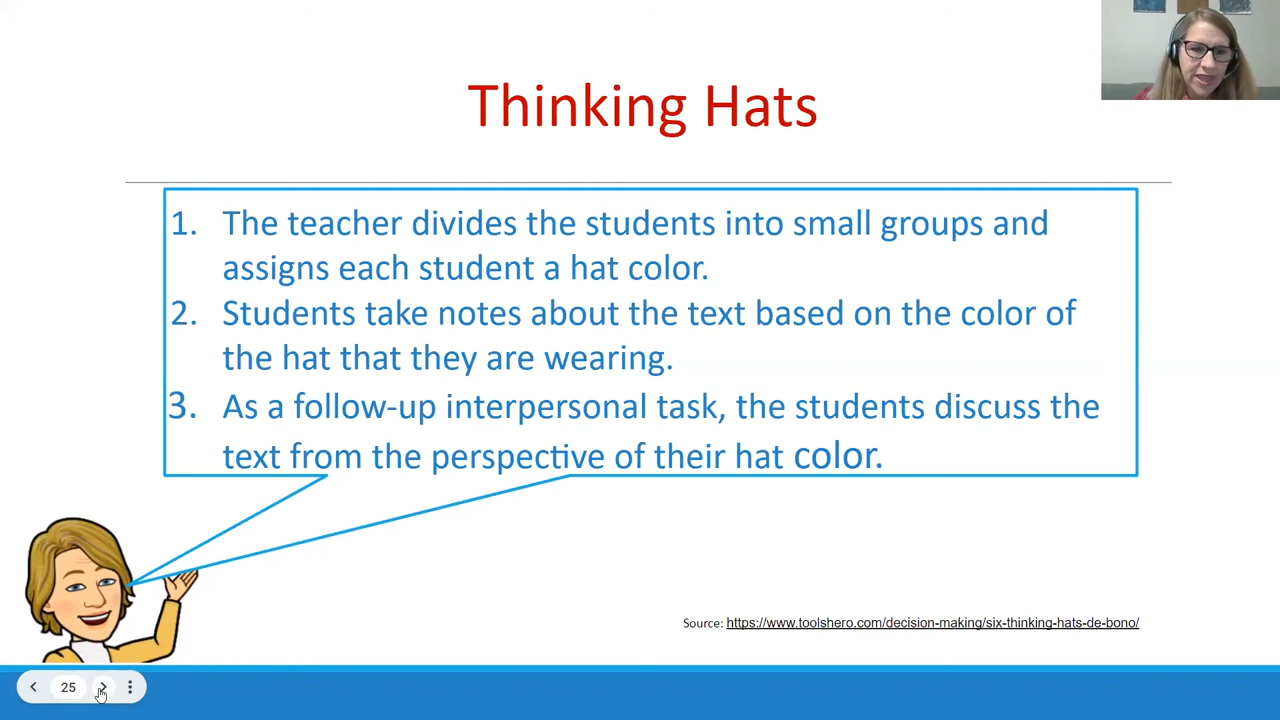 Thinking Hats
1. The teacher divides the students into small groups and
assigns each student a hat color.
2. Students take notes about the text based on the color of
the hat that they are wearing.
3. As a follow-up interpersonal task, the students discuss the
text from the perspective of their hat color.
Source: https://www.toolshero.com/decision-making/six-thinking-hats-de-bono/
25